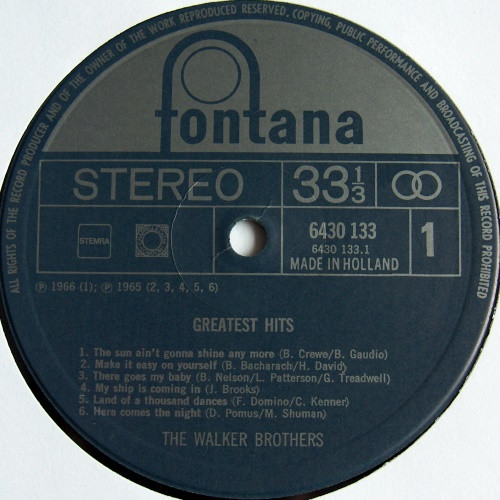 ALL RIGHTS OF THE RECORD PRODUCER AND OF THE OWNER OF THE WORK REPRODUCED RESERVED. COPYING, PUBLIC PERFORMANCE AND BROADCASTING OF THIS RECORD PROHIBITED
fontana
STEREO 33 1/3
STEMRA
6430 133
6430 133.1
MADE IN HOLLAND
1
Ⓟ 1966 (1); Ⓟ 1965 (2, 3, 4, 5, 6)
GREATEST HITS
1. The sun ain't gonna shine any more (B. Crewe/B. Gaudio)
2. Make it easy on yourself (B. Bacharach/H. David)
3. There goes my baby (B. Nelson/L. Patterson/G. Treadwell)
4. My ship is coming in (J. Brooks)
5. Land of a thousand dances (F. Domino/C. Kenner)
6. Here comes the night (D. Pomus/M. Shuman)
THE WALKER BROTHERS